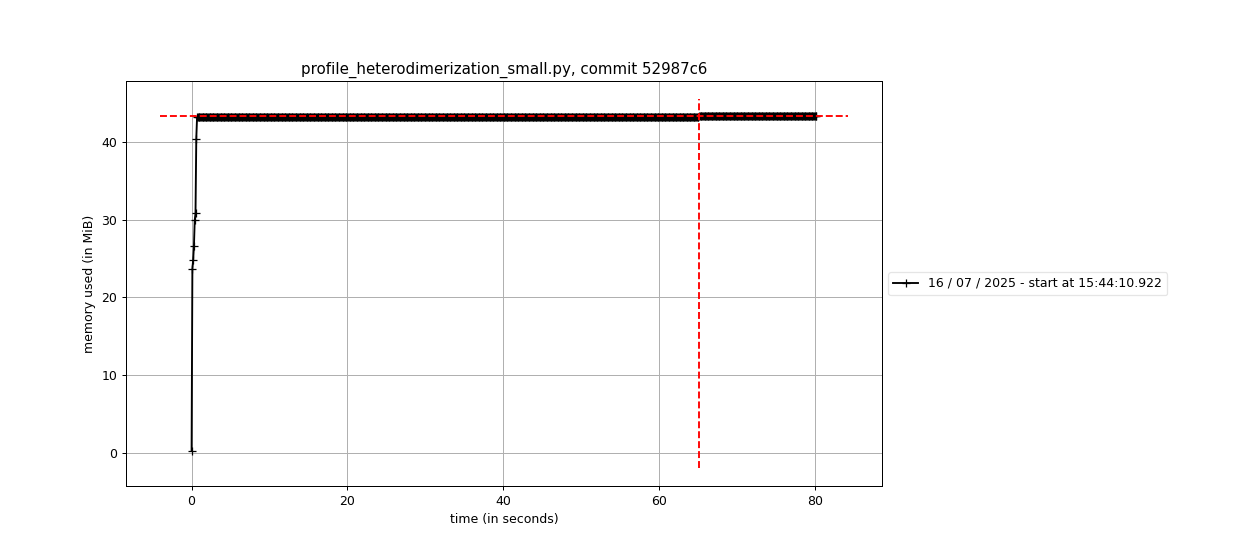 profile_heterodimerization_small.py, commit 52987c6
memory used (in MiB)
40
30
20
10
0
0 20 40 60 80
time (in seconds)
16 / 07 / 2025 - start at 15:44:10.922